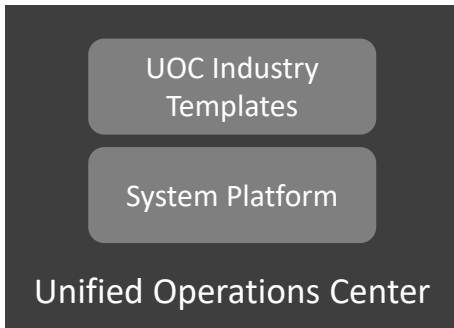 UOC Industry
Templates
System Platform
Unified Operations Center